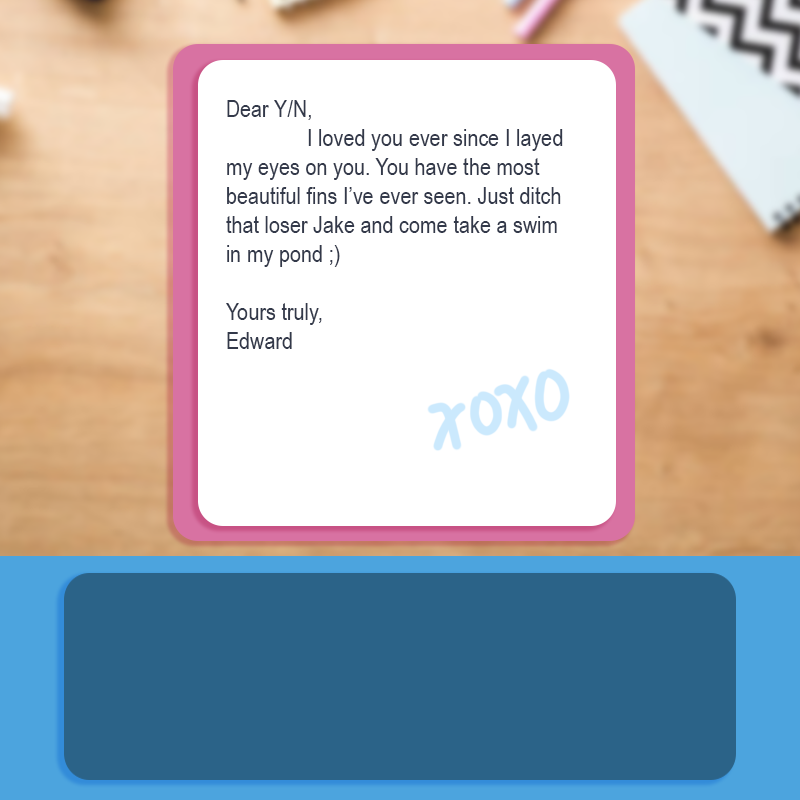 Dear Y/N,
I loved you ever since I layed
my eyes on you. You have the most
beautiful fins I’ve ever seen. Just ditch
that loser Jake and come take a swim
in my pond ;)
Yours truly,
Edward
xoxo